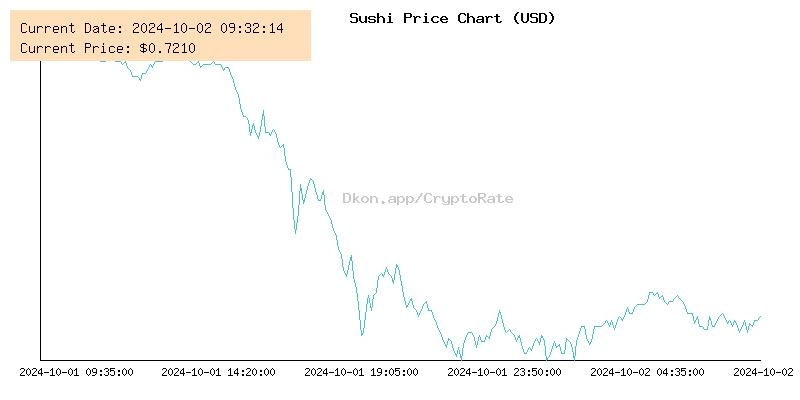 Sushi Price Chart (USD)
Current Date: 2024-10-02 09:32:14
Current Price: $0.7210
Dkon.app/CryptoRate
2024-10-01 09:35:00 2024-10-01 14:20:00 2024-10-01 19:05:00 2024-10-01 23:50:00 2024-10-02 04:35:00 2024-10-02